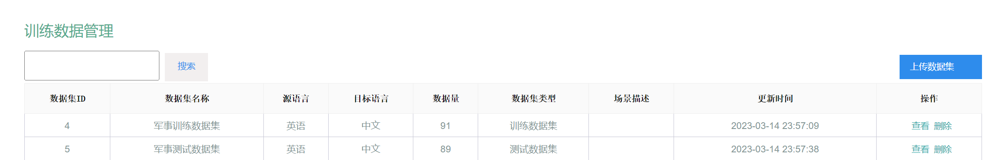 训练数据管理
搜索 上传数据集
数据集ID 数据集名称 源语言 目标语言 数据量 数据集类型 场景描述 更新时间 操作
4 军事训练数据集 英语 中文 91 训练数据集 2023-03-14 23:57:09 查看 删除
5 军事测试数据集 英语 中文 89 测试数据集 2023-03-14 23:57:38 查看 删除